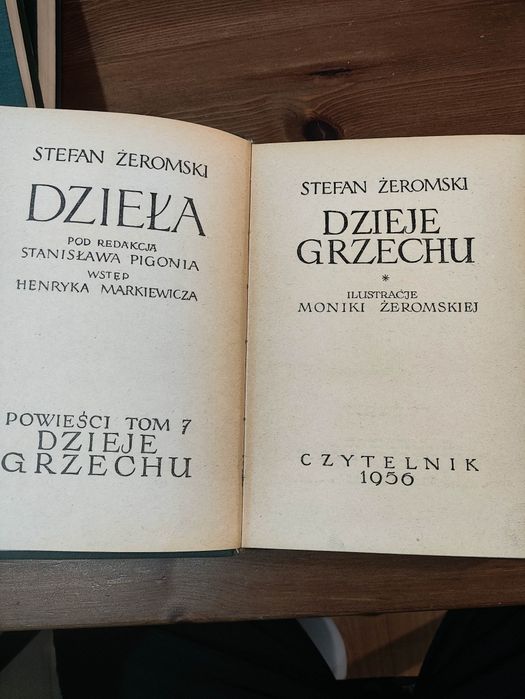 STEFAN ŻEROMSKI
DZIEŁA
POD REDAKCJĄ
STANISŁAWA PIGONIA
WSTĘP
HENRYKA MARKIEWICZA
POWIEŚCI TOM 7
DZIEJE
GRZECHU
STEFAN ŻEROMSKI
DZIEJE
GRZECHU
*
ILUSTRACJE
MONIKI ŻEROMSKIEJ
CZYTELNIK
1956